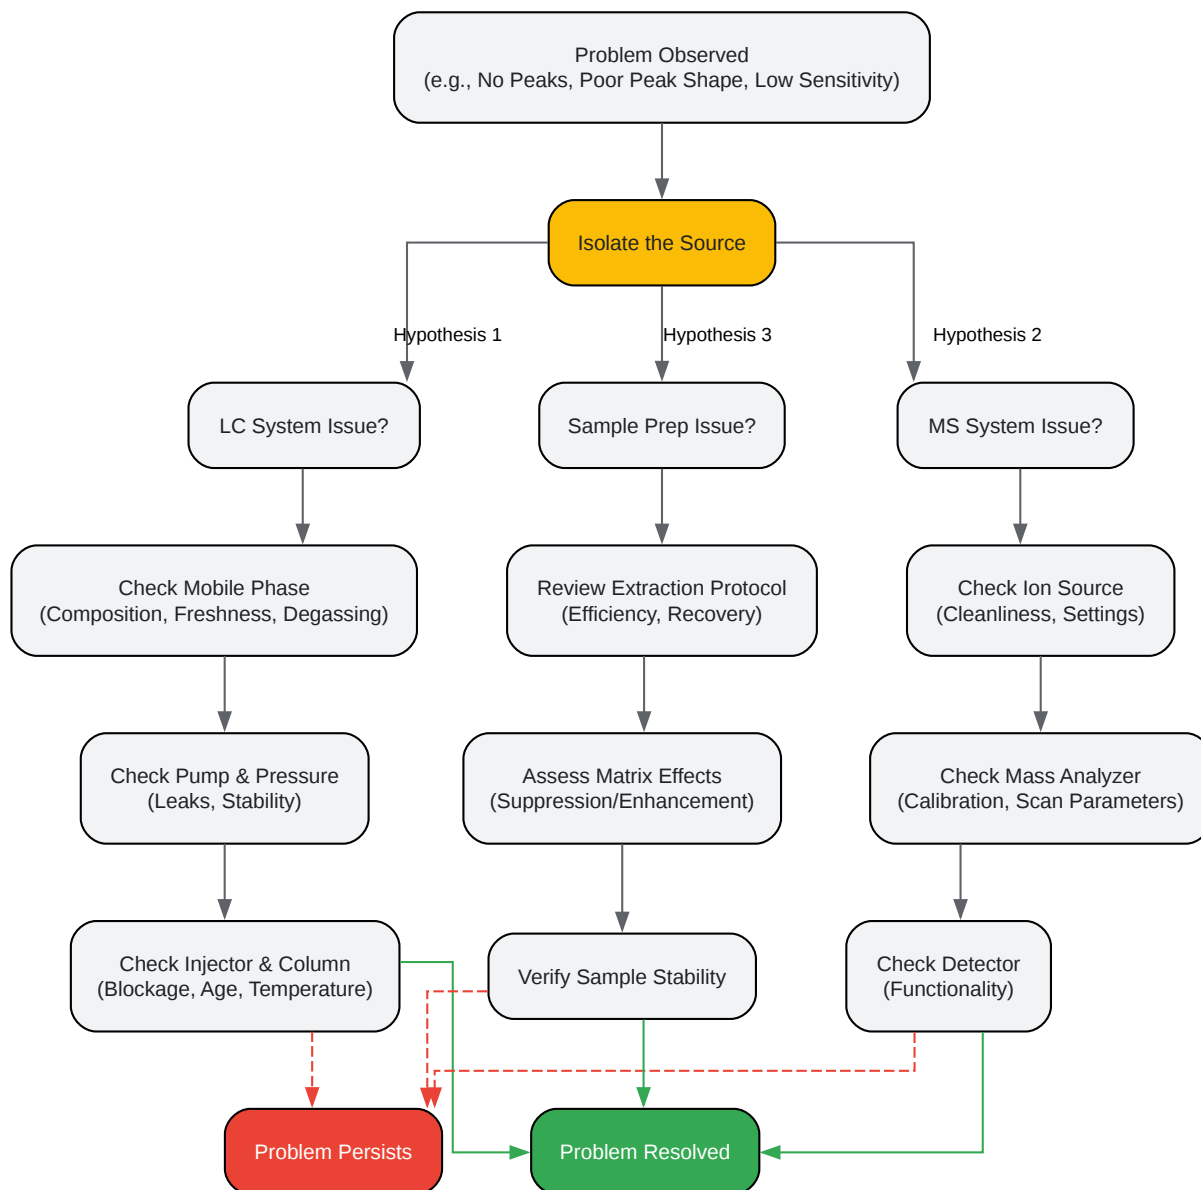 Problem Observed
(e.g., No Peaks, Poor Peak Shape, Low Sensitivity)
Isolate the Source
Hypothesis 1
Hypothesis 3
Hypothesis 2
LC System Issue?
Sample Prep Issue?
MS System Issue?
Check Mobile Phase
(Composition, Freshness, Degassing)
Review Extraction Protocol
(Efficiency, Recovery)
Check Ion Source
(Cleanliness, Settings)
Check Pump & Pressure
(Leaks, Stability)
Assess Matrix Effects
(Suppression/Enhancement)
Check Mass Analyzer
(Calibration, Scan Parameters)
Check Injector & Column
(Blockage, Age, Temperature)
Verify Sample Stability
Check Detector
(Functionality)
Problem Persists
Problem Resolved